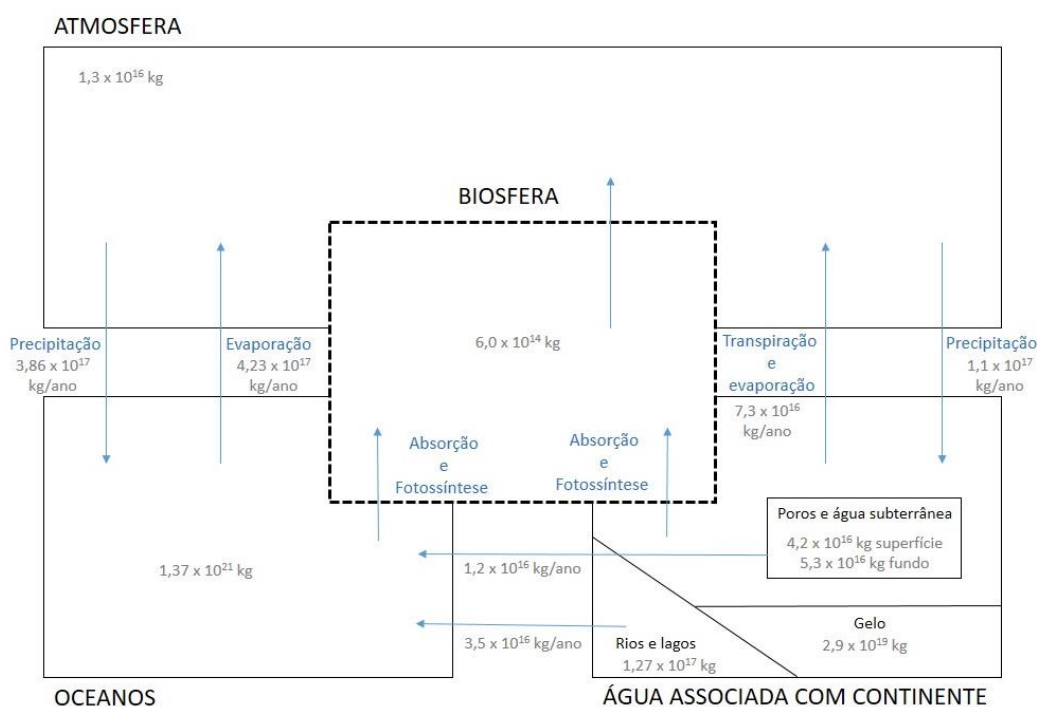 ATMOSFERA
1,3 x 10¹⁶ kg
BIOSFERA
6,0 x 10¹⁴ kg
Precipitação
3,86 x 10¹⁷
kg/ano
Evaporação
4,23 x 10¹⁷
kg/ano
Transpiração
e
evaporação
7,3 x 10¹⁶
kg/ano
Precipitação
1,1 x 10¹⁷
kg/ano
Absorção
e
Fotossíntese
Absorção
e
Fotossíntese
Poros e água subterrânea
4,2 x 10¹⁶ kg superfície
5,3 x 10¹⁶ kg fundo
1,37 x 10²¹ kg
1,2 x 10¹⁶ kg/ano
3,5 x 10¹⁶ kg/ano
Rios e lagos
1,27 x 10¹⁷ kg
Gelo
2,9 x 10¹⁹ kg
OCEANOS
ÁGUA ASSOCIADA COM CONTINENTE